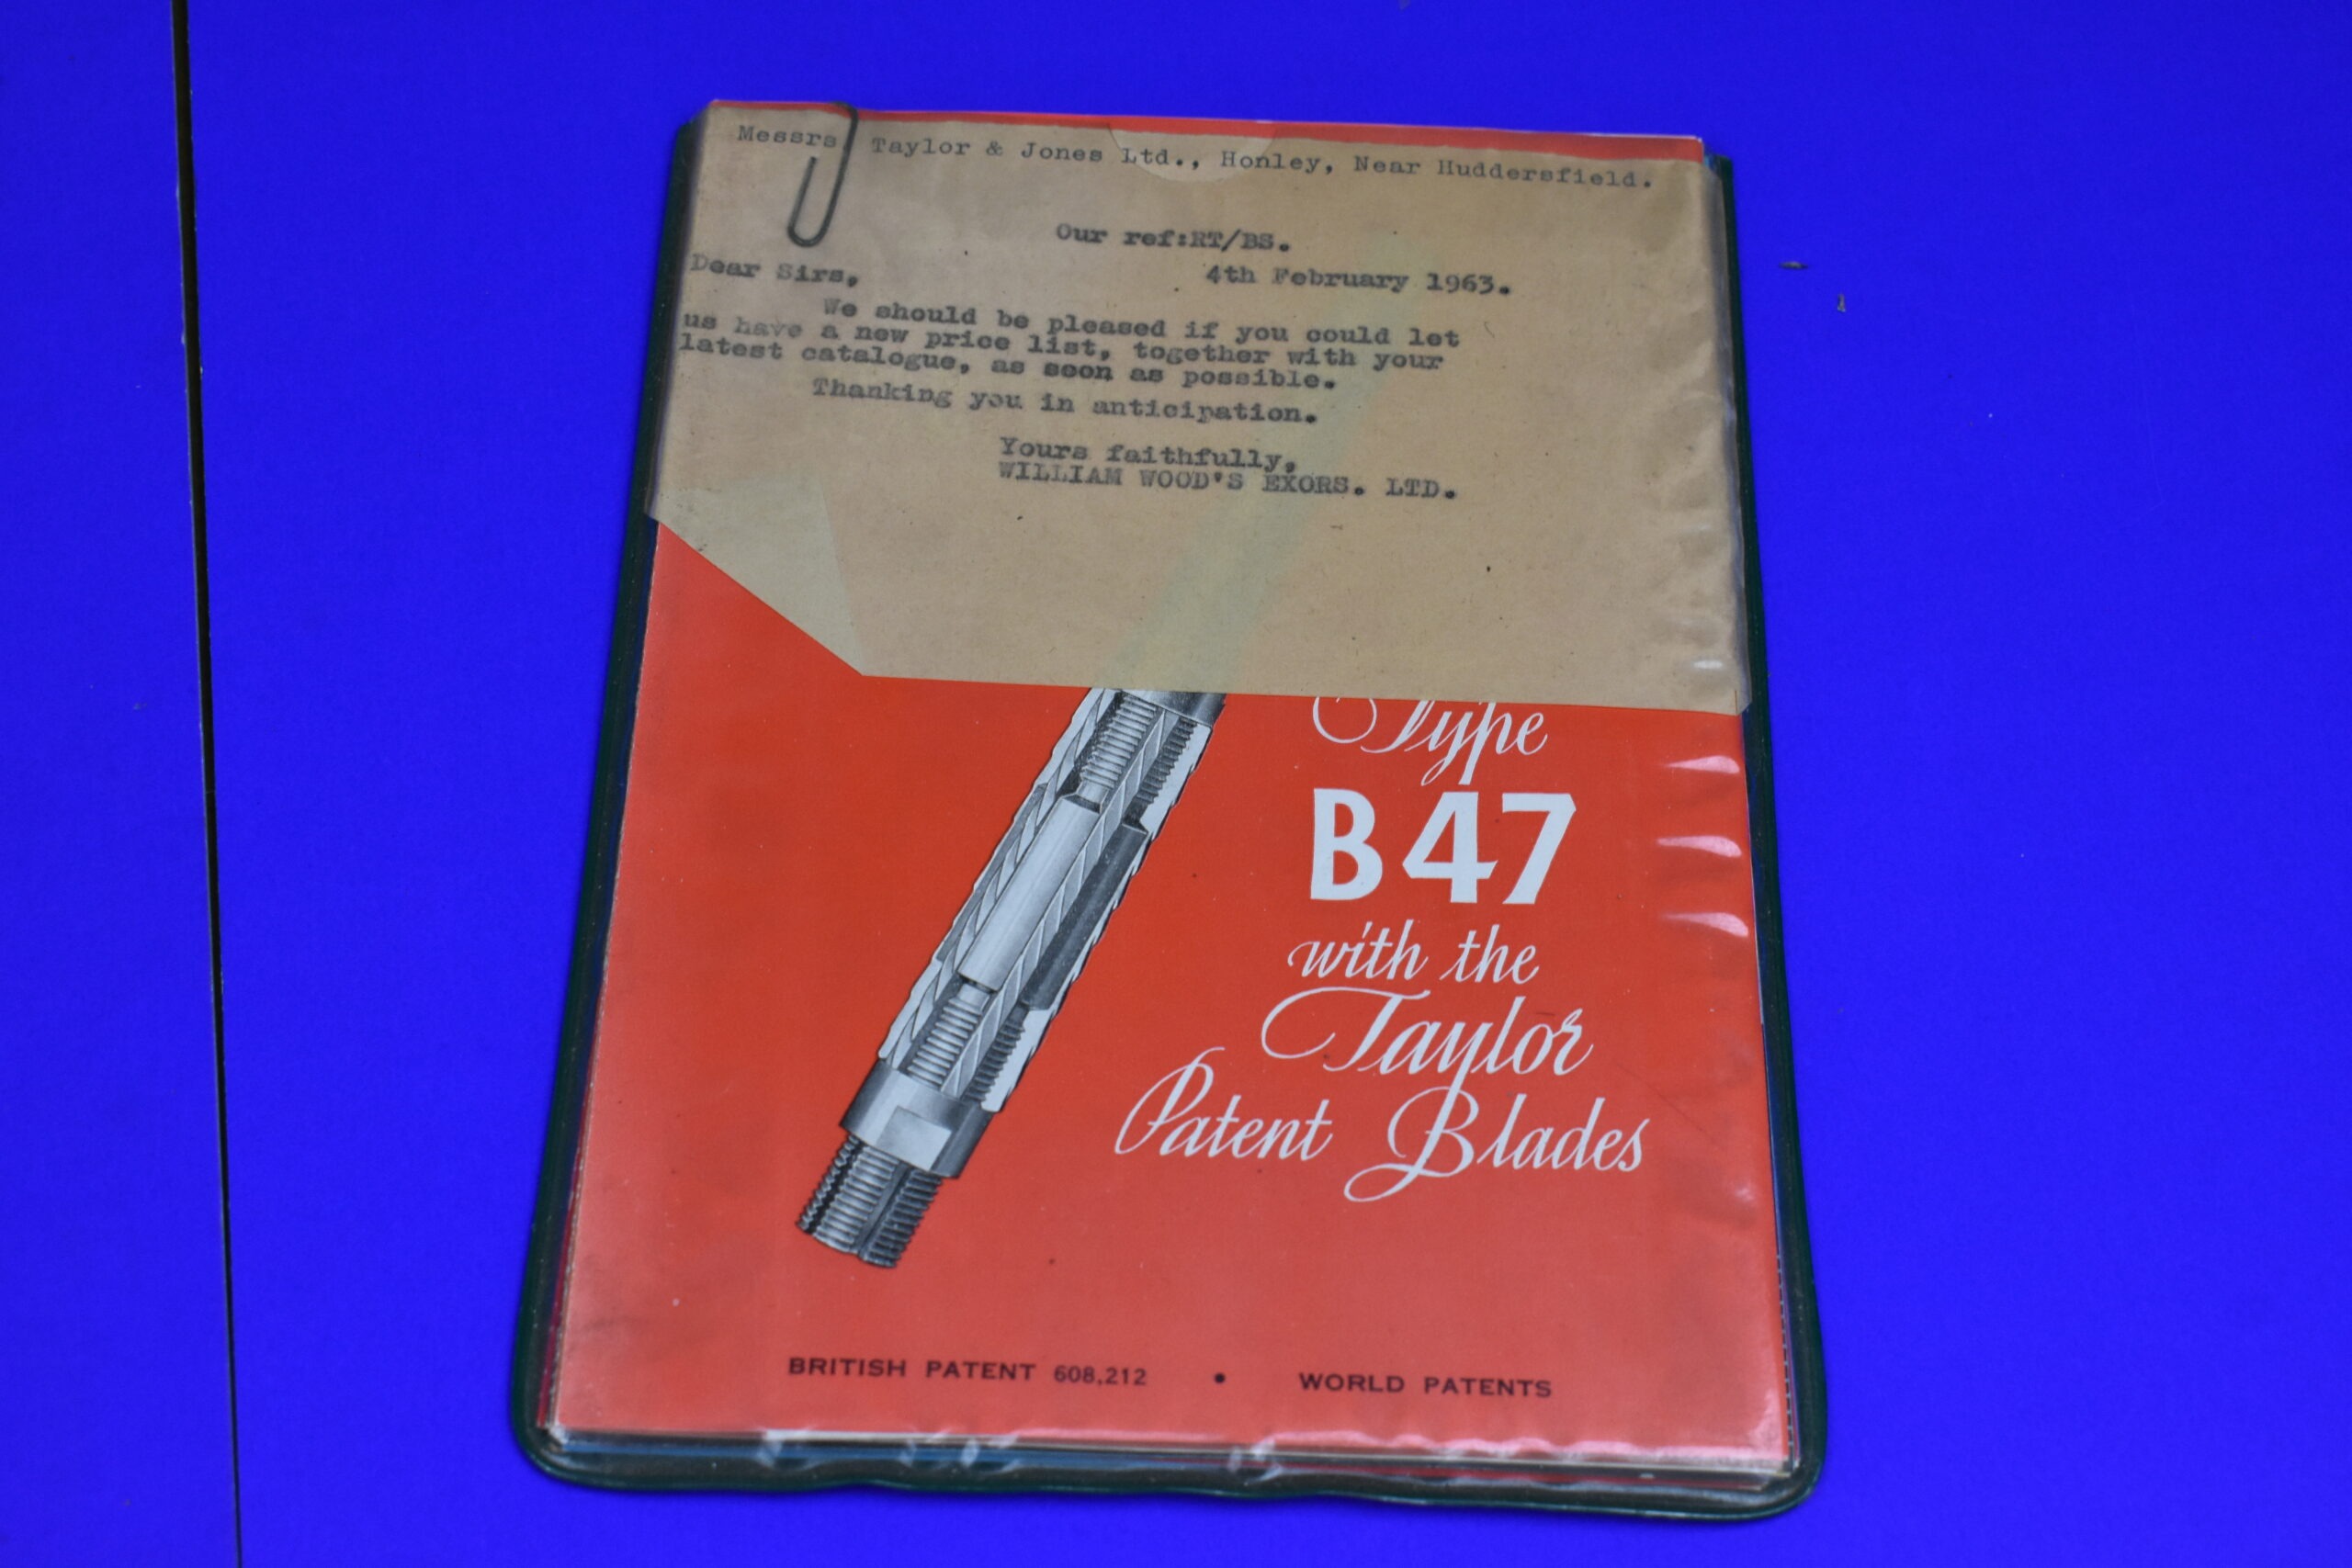 Messrs Taylor & Jones Ltd., Honley, Near Huddersfield.
Our ref:RT/BS.
Dear Sirs, 4th February 1963.
We should be pleased if you could let
us have a new price list, together with your
latest catalogue, as soon as possible.
Thanking you in anticipation.
Yours faithfully,
WILLIAM WOOD'S EXORS. LTD.
Type
B47
with the
Taylor
Patent Blades
BRITISH PATENT 608,212 • WORLD PATENTS